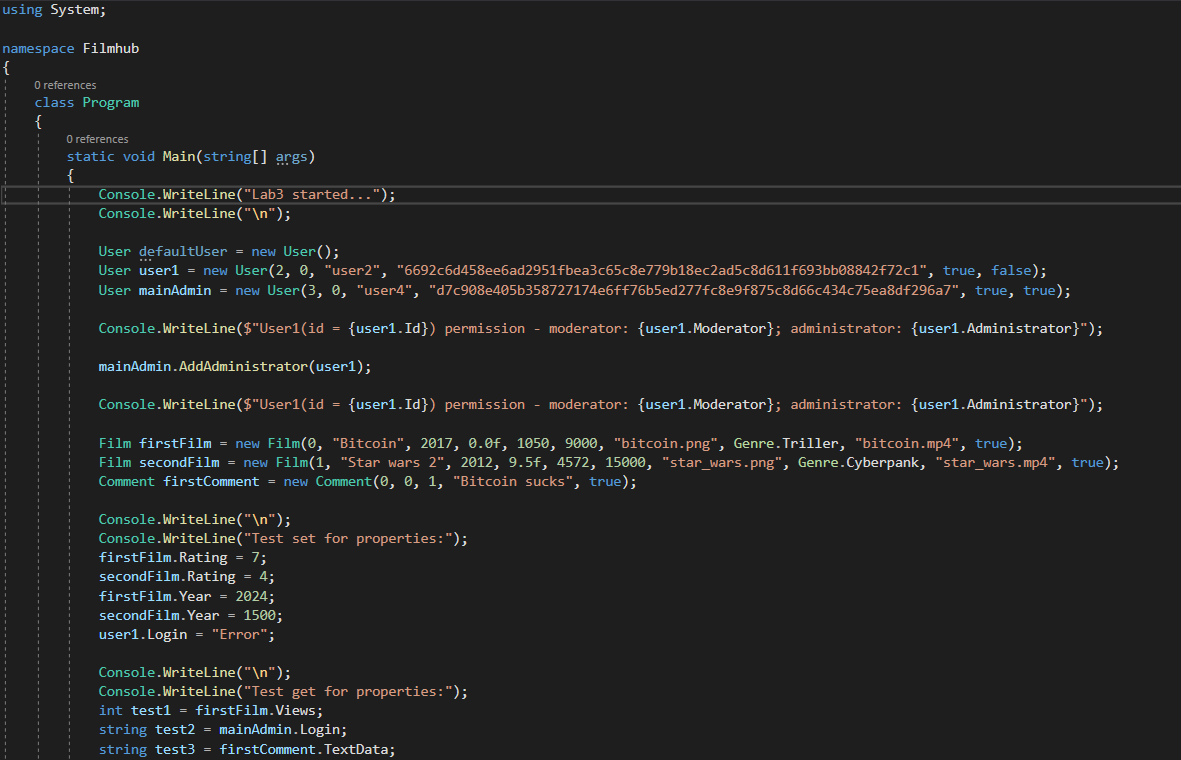 using System;
namespace Filmhub
{
0 references
class Program
{
0 references
static void Main(string[] args)
{
Console.WriteLine("Lab3 started...");
Console.WriteLine("\n");
User defaultUser = new User();
User user1 = new User(2, 0, "user2", "6692c6d458ee6ad2951fbea3c65c8e779b18ec2ad5c8d611f693bb08842f72c1", true, false);
User mainAdmin = new User(3, 0, "user4", "d7c908e405b358727174e6ff76b5ed277fc8e9f875c8d66c434c75ea8df296a7", true, true);
Console.WriteLine($"User1(id = {user1.Id}) permission - moderator: {user1.Moderator}; administrator: {user1.Administrator}");
mainAdmin.AddAdministrator(user1);
Console.WriteLine($"User1(id = {user1.Id}) permission - moderator: {user1.Moderator}; administrator: {user1.Administrator}");
Film firstFilm = new Film(0, "Bitcoin", 2017, 0.0f, 1050, 9000, "bitcoin.png", Genre.Triller, "bitcoin.mp4", true);
Film secondFilm = new Film(1, "Star wars 2", 2012, 9.5f, 4572, 15000, "star_wars.png", Genre.Cyberpank, "star_wars.mp4", true);
Comment firstComment = new Comment(0, 0, 1, "Bitcoin sucks", true);
Console.WriteLine("\n");
Console.WriteLine("Test set for properties:");
firstFilm.Rating = 7;
secondFilm.Rating = 4;
firstFilm.Year = 2024;
secondFilm.Year = 1500;
user1.Login = "Error";
Console.WriteLine("\n");
Console.WriteLine("Test get for properties:");
int test1 = firstFilm.Views;
string test2 = mainAdmin.Login;
string test3 = firstComment.TextData;